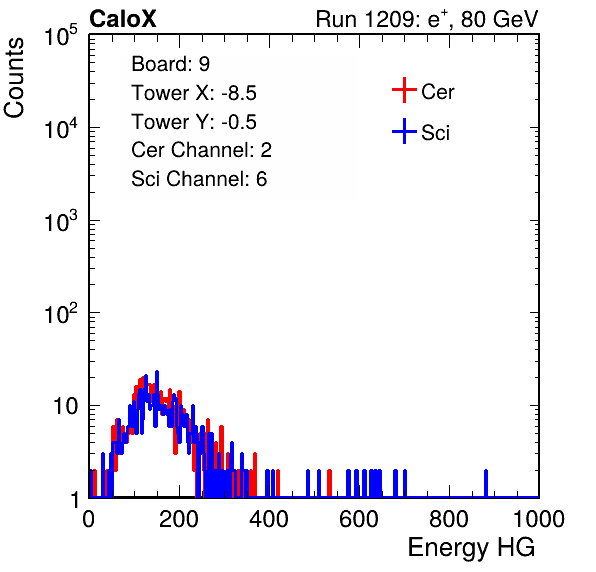 CaloX Run 1209: e⁺, 80 GeV
Counts
Board: 9
Tower X: -8.5
Tower Y: -0.5
Cer Channel: 2
Sci Channel: 6
Cer
Sci
10⁵
10⁴
10³
10²
10
1
0 200 400 600 800 1000
Energy HG